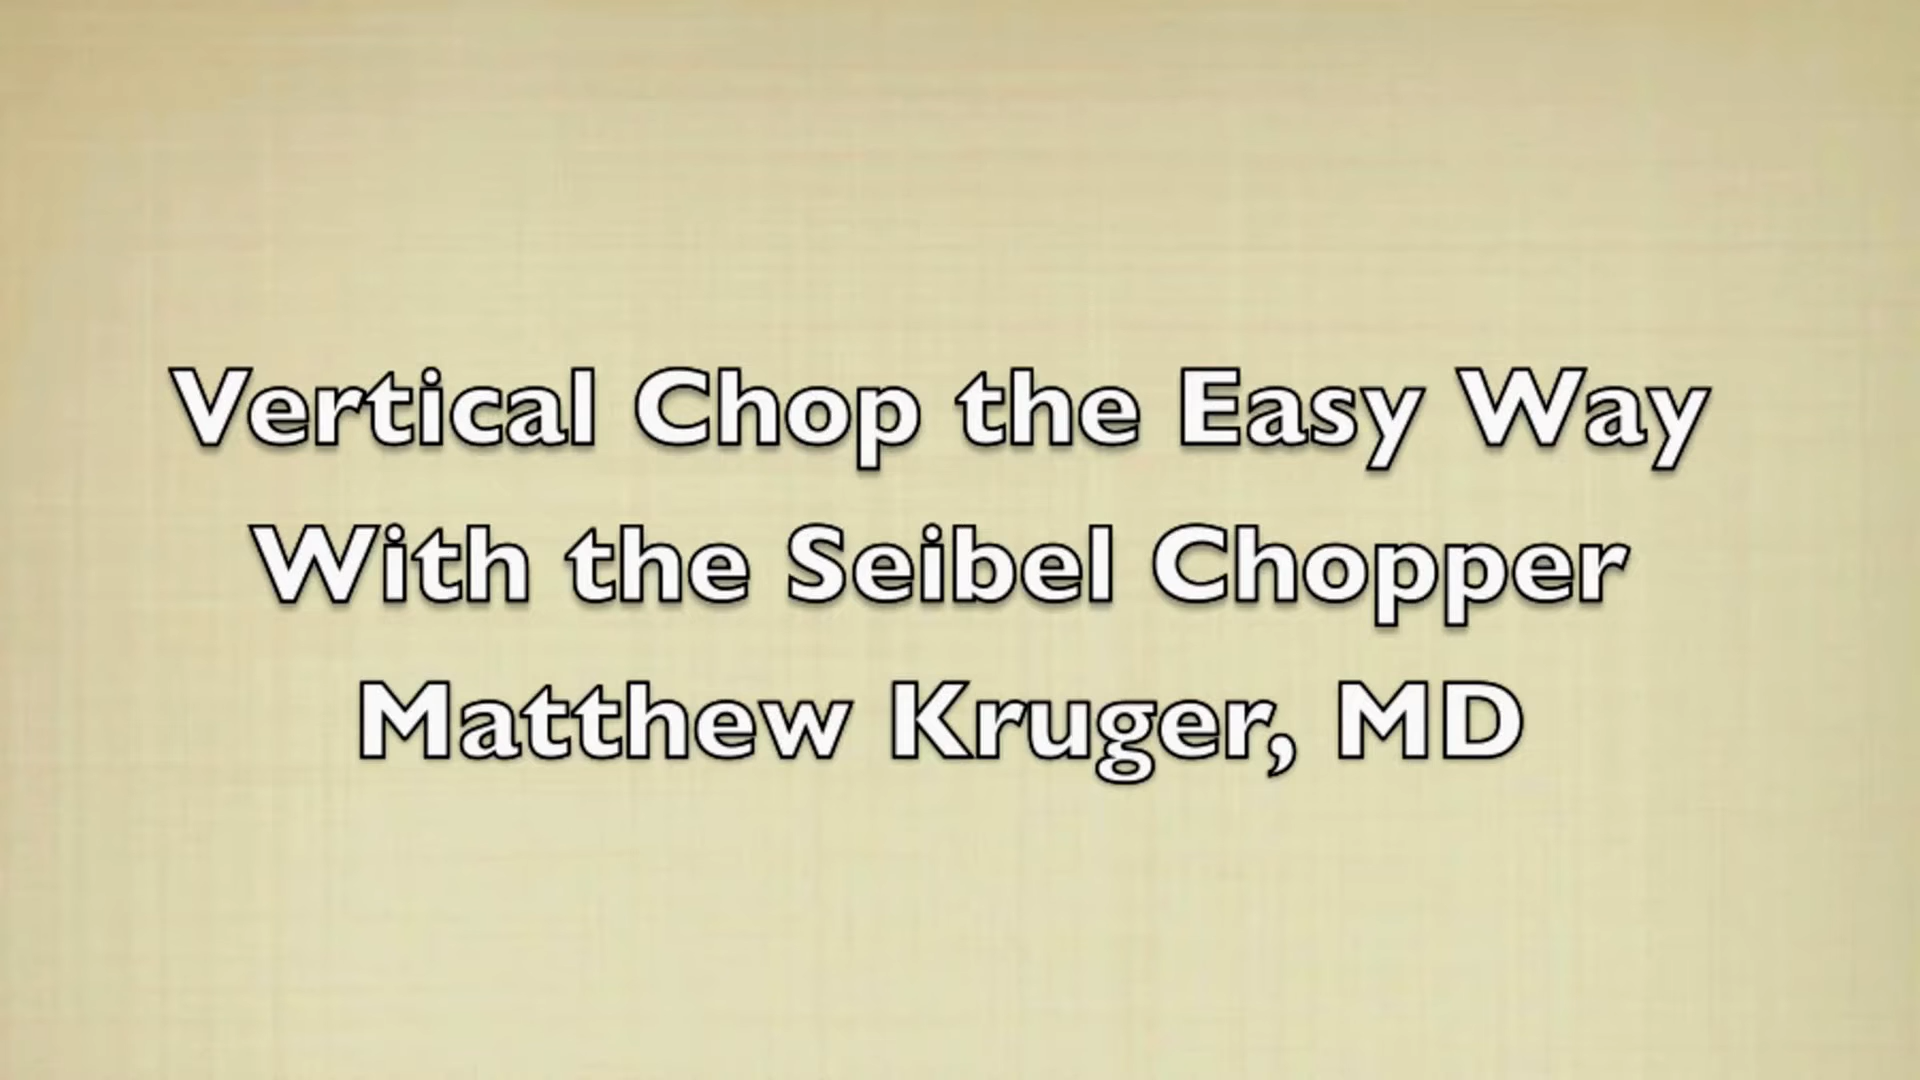 Vertical Chop the Easy Way
With the Seibel Chopper
Matthew Kruger, MD